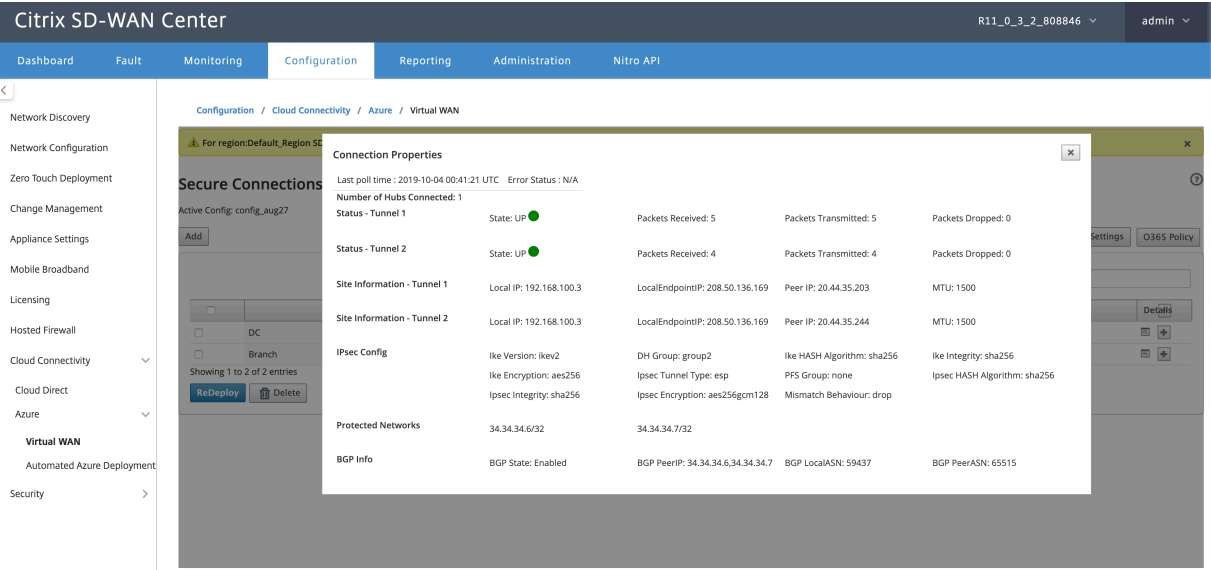 Citrix SD-WAN Center
R11_0_3_2_808846
admin
Dashboard Fault Monitoring Configuration Reporting Administration Nitro API
Network Discovery
Network Configuration
Zero Touch Deployment
Change Management
Appliance Settings
Mobile Broadband
Licensing
Hosted Firewall
Cloud Connectivity
Cloud Direct
Azure
Virtual WAN
Automated Azure Deployment
Security
Configuration / Cloud Connectivity / Azure / Virtual WAN
For region:Default_Region SD
Secure Connections
Active Config: config_aug27
Add
Settings O365 Policy
Details
DC
Branch
Showing 1 to 2 of 2 entries
ReDeploy Delete
Connection Properties
Last poll time : 2019-10-04 00:41:21 UTC Error Status : N/A
Number of Hubs Connected: 1
Status - Tunnel 1 State: UP Packets Received: 5 Packets Transmitted: 5 Packets Dropped: 0
Status - Tunnel 2 State: UP Packets Received: 4 Packets Transmitted: 4 Packets Dropped: 0
Site Information - Tunnel 1 Local IP: 192.168.100.3 LocalEndpointIP: 208.50.136.169 Peer IP: 20.44.35.203 MTU: 1500
Site Information - Tunnel 2 Local IP: 192.168.100.3 LocalEndpointIP: 208.50.136.169 Peer IP: 20.44.35.244 MTU: 1500
IPsec Config Ike Version: ikev2 DH Group: group2 Ike HASH Algorithm: sha256 Ike Integrity: sha256
Ike Encryption: aes256 Ipsec Tunnel Type: esp PFS Group: none Ipsec HASH Algorithm: sha256
Ipsec Integrity: sha256 Ipsec Encryption: aes256gcm128 Mismatch Behaviour: drop
Protected Networks 34.34.34.6/32 34.34.34.7/32
BGP Info BGP State: Enabled BGP PeerIP: 34.34.34.6,34.34.34.7 BGP LocalASN: 59437 BGP PeerASN: 65515